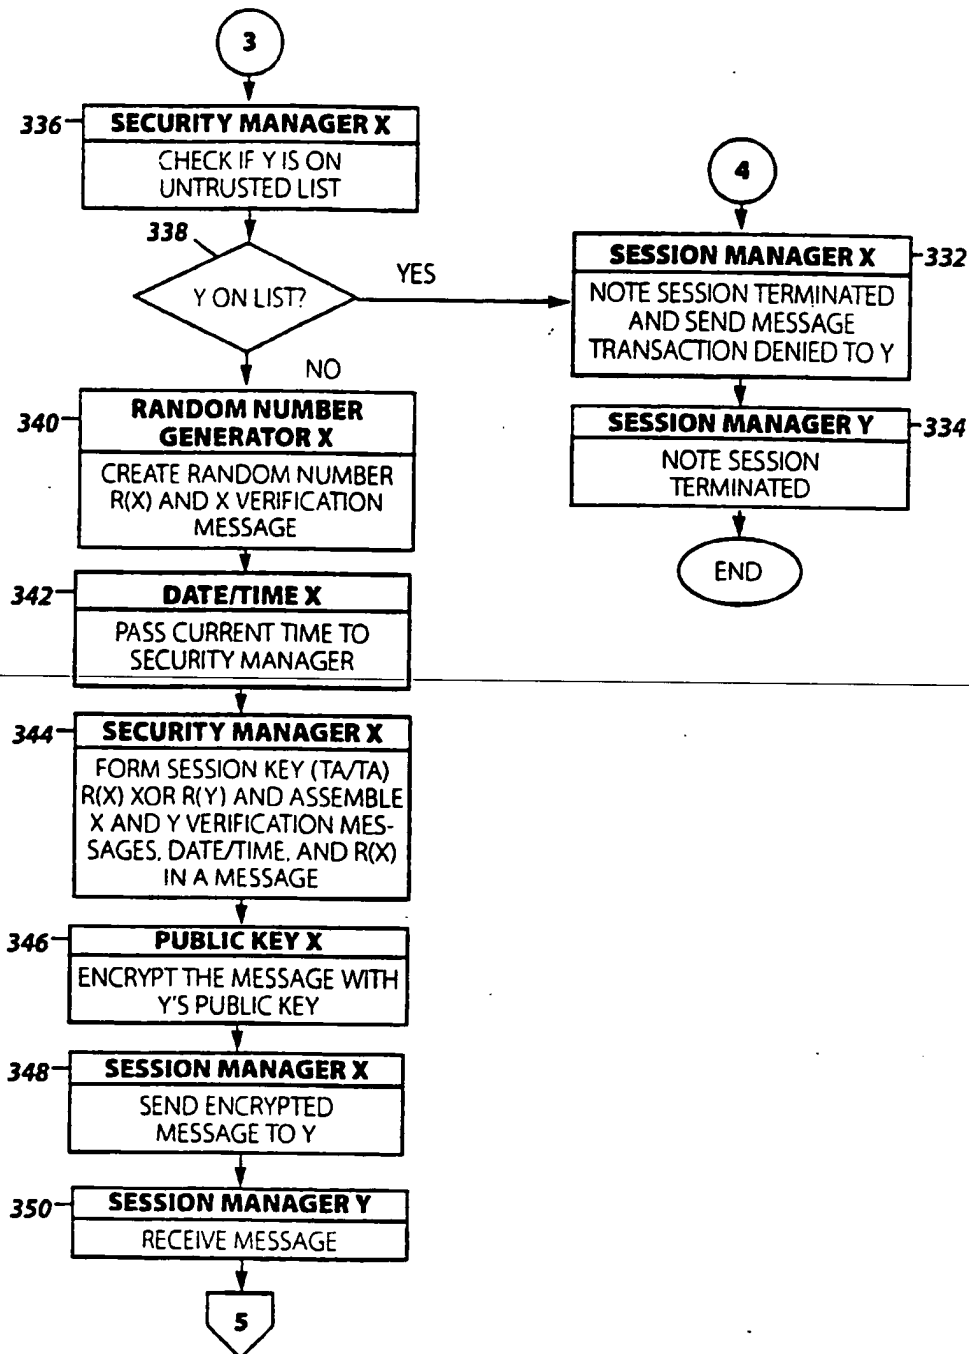 3
336
SECURITY MANAGER X
CHECK IF Y IS ON
UNTRUSTED LIST
338
Y ON LIST?
YES
NO
4
SESSION MANAGER X
332
NOTE SESSION TERMINATED
AND SEND MESSAGE
TRANSACTION DENIED TO Y
SESSION MANAGER Y
334
NOTE SESSION
TERMINATED
END
340
RANDOM NUMBER
GENERATOR X
CREATE RANDOM NUMBER
R(X) AND X VERIFICATION
MESSAGE
342
DATE/TIME X
PASS CURRENT TIME TO
SECURITY MANAGER
344
SECURITY MANAGER X
FORM SESSION KEY (TA/TA)
R(X) XOR R(Y) AND ASSEMBLE
X AND Y VERIFICATION MES-
SAGES, DATE/TIME, AND R(X)
IN A MESSAGE
346
PUBLIC KEY X
ENCRYPT THE MESSAGE WITH
Y'S PUBLIC KEY
348
SESSION MANAGER X
SEND ENCRYPTED
MESSAGE TO Y
350
SESSION MANAGER Y
RECEIVE MESSAGE
5